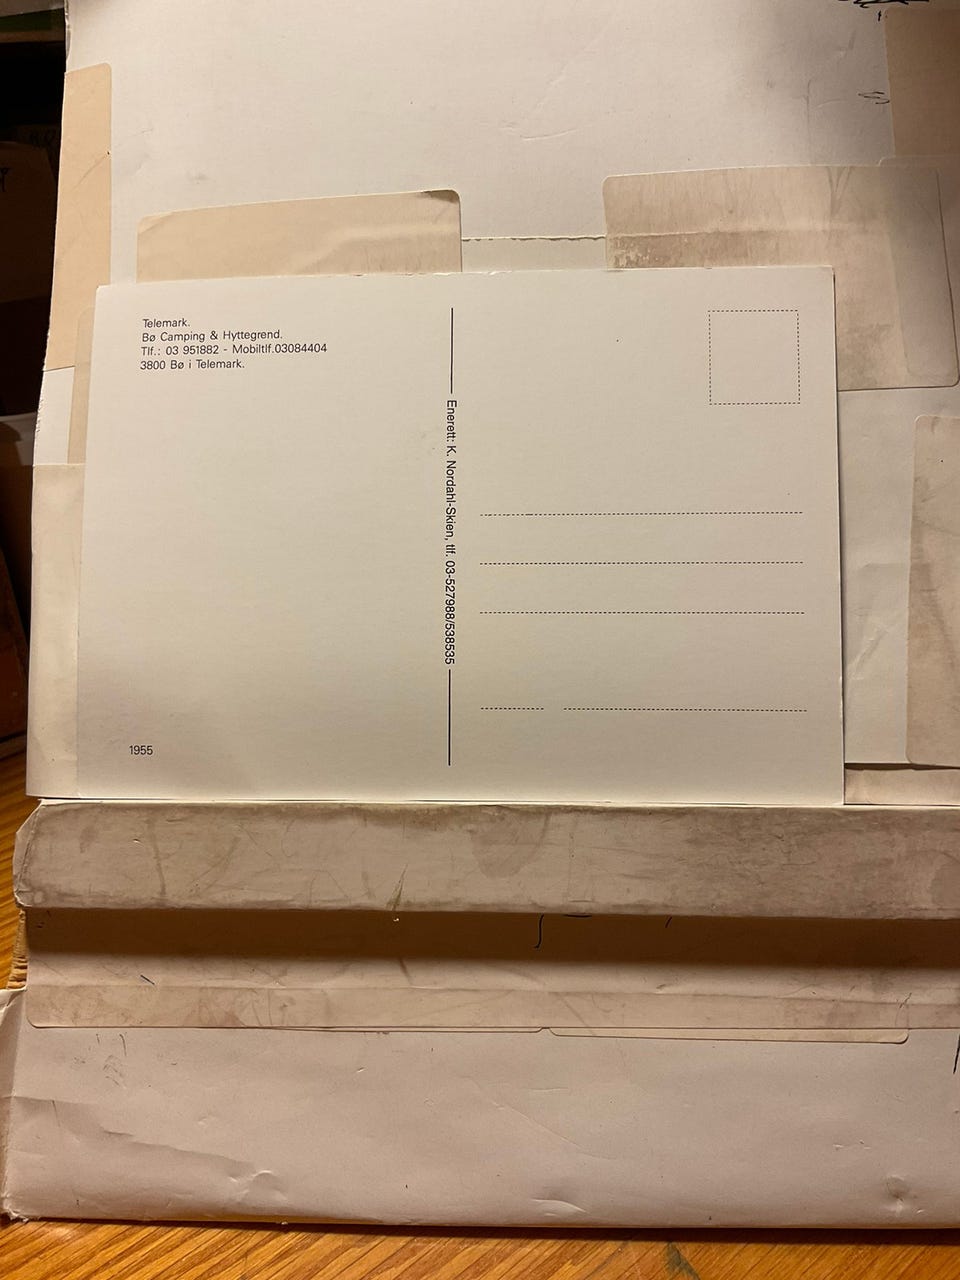 Telemark.
Bø Camping & Hyttegrend.
Tlf.: 03 951882 - Mobiltlf.03084404
3800 Bø i Telemark.
Enerett: K. Nordahl-Skien, tlf. 03-527988/538535
1955